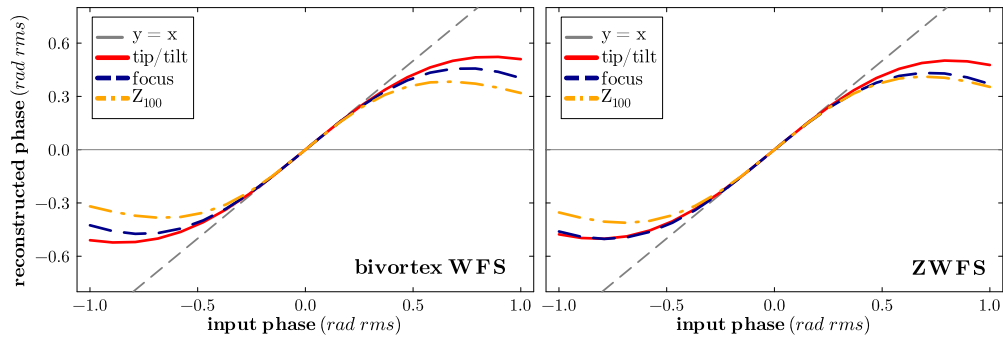 y = x
tip/tilt
focus
Z100
bivortex WFS
reconstructed phase (rad rms)
0.6
0.3
0.0
−0.3
−0.6
−1.0 −0.5 0.0 0.5 1.0
input phase (rad rms)
y = x
tip/tilt
focus
Z100
ZWFS
−1.0 −0.5 0.0 0.5 1.0
input phase (rad rms)